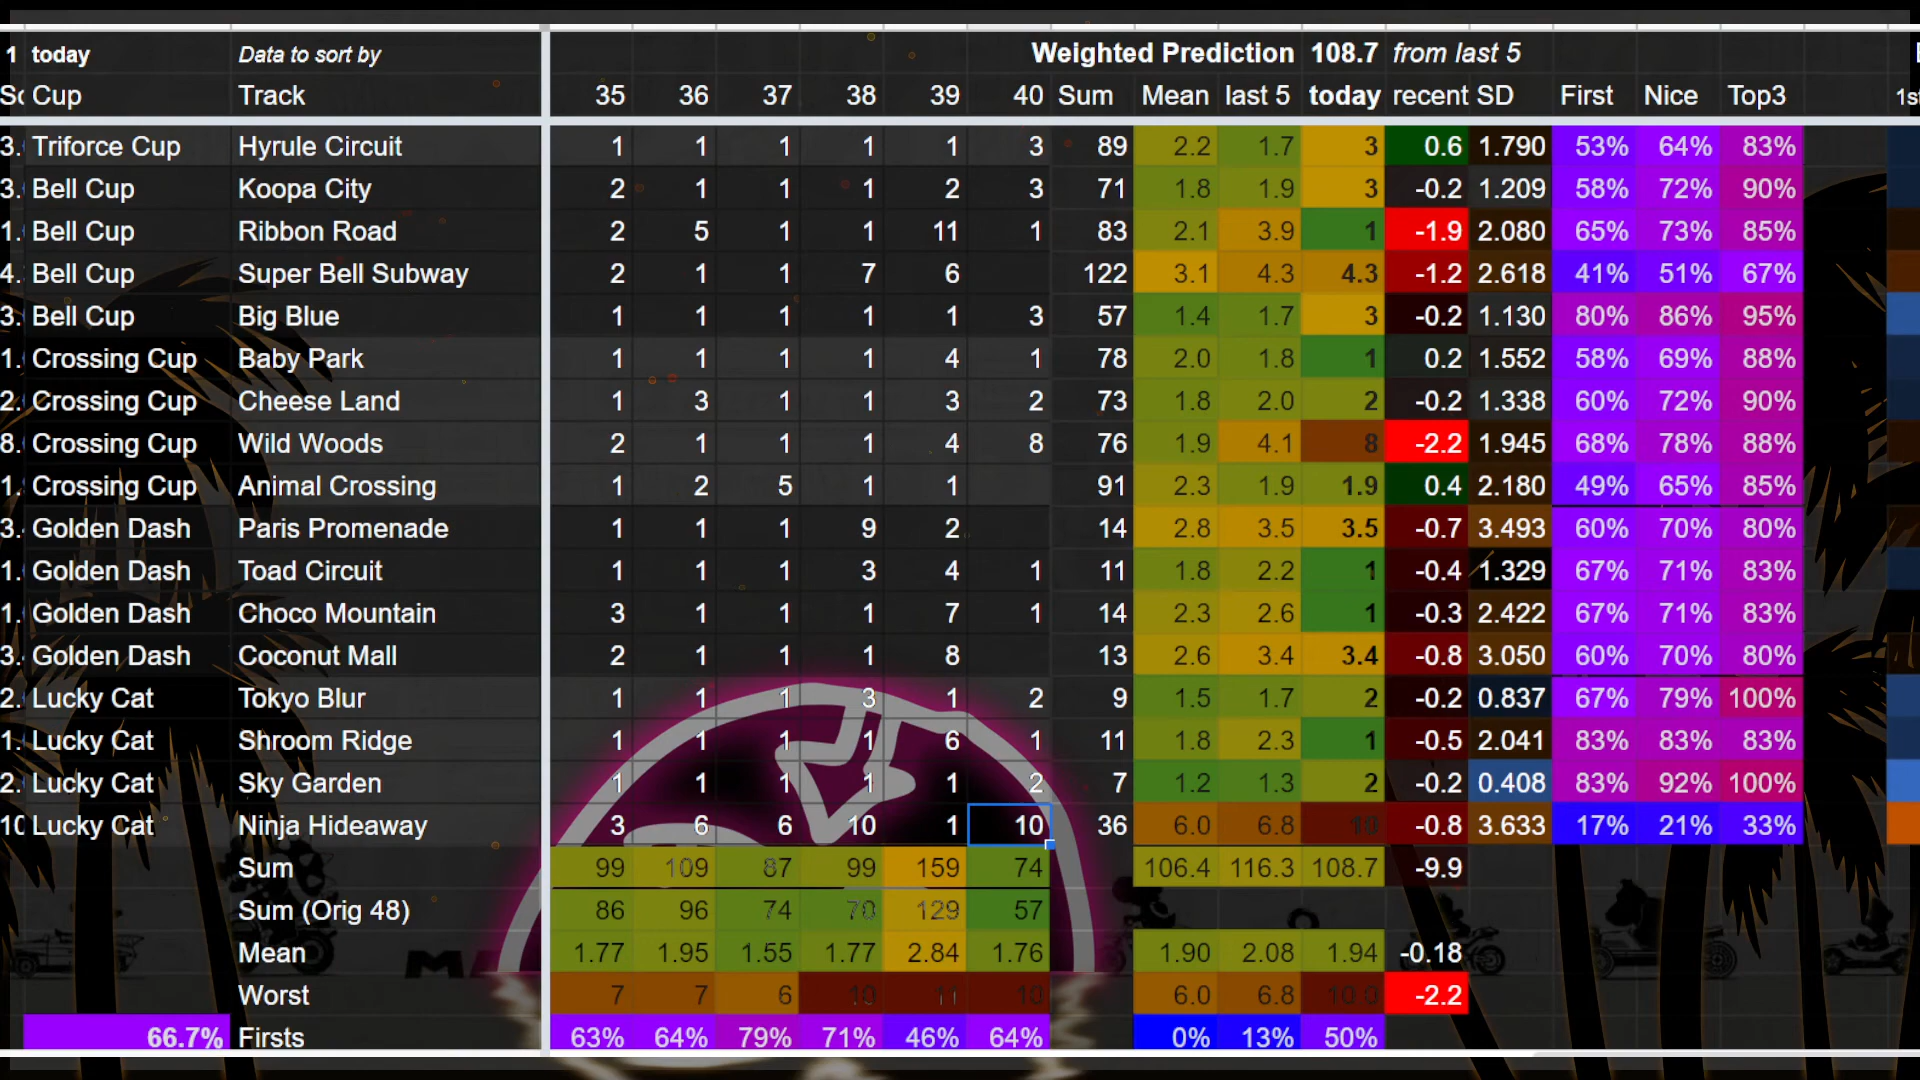 Weighted Prediction 108.7 from last 5
1 today Data to sort by
Cup Track 35 36 37 38 39 40 Sum Mean last 5 today recent SD First Nice Top3 1st
3. Triforce Cup Hyrule Circuit 1 1 1 1 1 3 89 2.2 1.7 3 0.6 1.790 53% 64% 83%
3. Bell Cup Koopa City 2 1 1 1 2 3 71 1.8 1.9 3 -0.2 1.209 58% 72% 90%
1. Bell Cup Ribbon Road 2 5 1 1 11 1 83 2.1 3.9 1 -1.9 2.080 65% 73% 85%
4. Bell Cup Super Bell Subway 2 1 1 7 6 122 3.1 4.3 4.3 -1.2 2.618 41% 51% 67%
3. Bell Cup Big Blue 1 1 1 1 1 3 57 1.4 1.7 3 -0.2 1.130 80% 86% 95%
1. Crossing Cup Baby Park 1 1 1 1 4 1 78 2.0 1.8 1 0.2 1.552 58% 69% 88%
2. Crossing Cup Cheese Land 1 3 1 1 3 2 73 1.8 2.0 2 -0.2 1.338 60% 72% 90%
8. Crossing Cup Wild Woods 2 1 1 1 4 8 76 1.9 4.1 8 -2.2 1.945 68% 78% 88%
1. Crossing Cup Animal Crossing 1 2 5 1 1 91 2.3 1.9 1.9 0.4 2.180 49% 65% 85%
3. Golden Dash Paris Promenade 1 1 1 9 2 14 2.8 3.5 3.5 -0.7 3.493 60% 70% 80%
1. Golden Dash Toad Circuit 1 1 1 3 4 1 11 1.8 2.2 1 -0.4 1.329 67% 71% 83%
1. Golden Dash Choco Mountain 3 1 1 1 7 1 14 2.3 2.6 1 -0.3 2.422 67% 71% 83%
3. Golden Dash Coconut Mall 2 1 1 1 8 13 2.6 3.4 3.4 -0.8 3.050 60% 70% 80%
2. Lucky Cat Tokyo Blur 1 1 1 3 1 2 9 1.5 1.7 2 -0.2 0.837 67% 79% 100%
1. Lucky Cat Shroom Ridge 1 1 1 1 6 1 11 1.8 2.3 1 -0.5 2.041 83% 83% 83%
2. Lucky Cat Sky Garden 1 1 1 1 1 2 7 1.2 1.3 2 -0.2 0.408 83% 92% 100%
10 Lucky Cat Ninja Hideaway 3 6 6 10 1 10 36 6.0 6.8 10 -0.8 3.633 17% 21% 33%
Sum 99 109 87 99 159 74 106.4 116.3 108.7 -9.9
Sum (Orig 48) 86 96 74 70 129 57
Mean 1.77 1.95 1.55 1.77 2.84 1.76 1.90 2.08 1.94 -0.18
Worst 7 7 6 10 11 10 6.0 6.8 10.0 -2.2
66.7% Firsts 63% 64% 79% 71% 46% 64% 0% 13% 50%